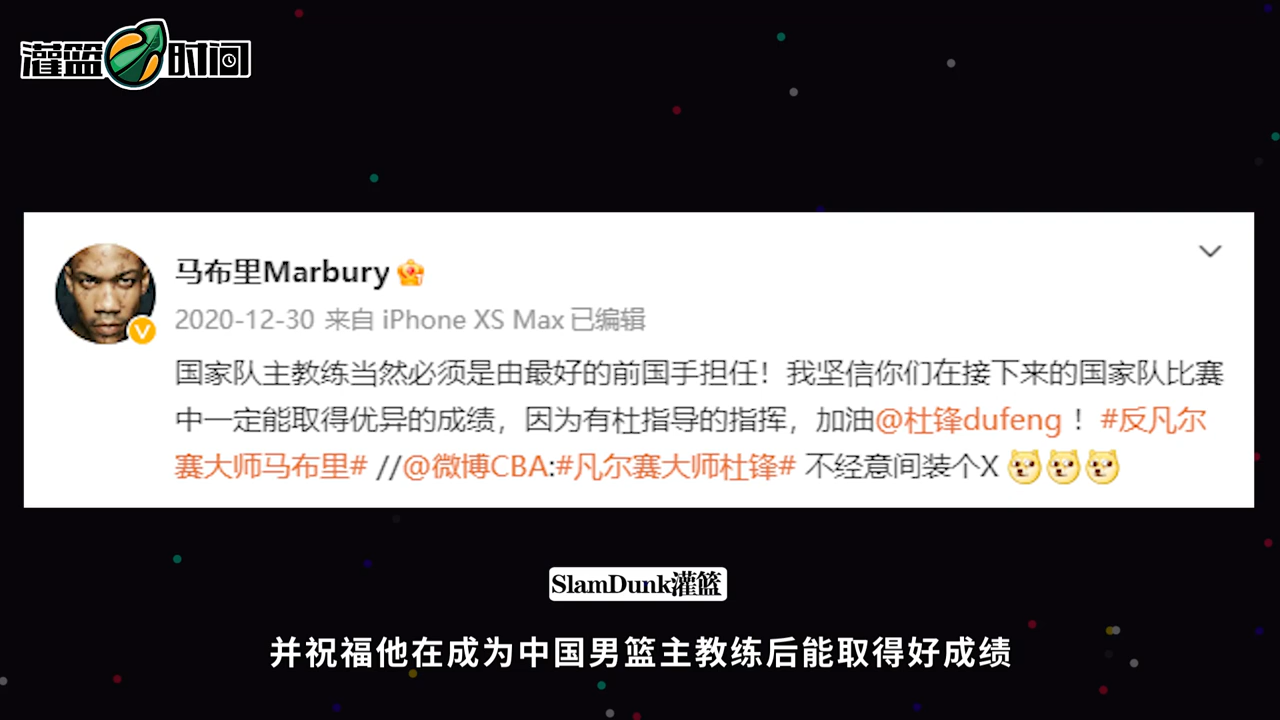 灌篮时间
马布里Marbury
2020-12-30 来自 iPhone XS Max 已编辑
国家队主教练当然必须是由最好的前国手担任！我坚信你们在接下来的国家队比赛
中一定能取得优异的成绩，因为有杜指导的指挥，加油@杜锋dufeng ！#反凡尔
赛大师马布里# //@微博CBA:#凡尔赛大师杜锋# 不经意间装个X
SlamDunk灌篮
并祝福他在成为中国男篮主教练后能取得好成绩